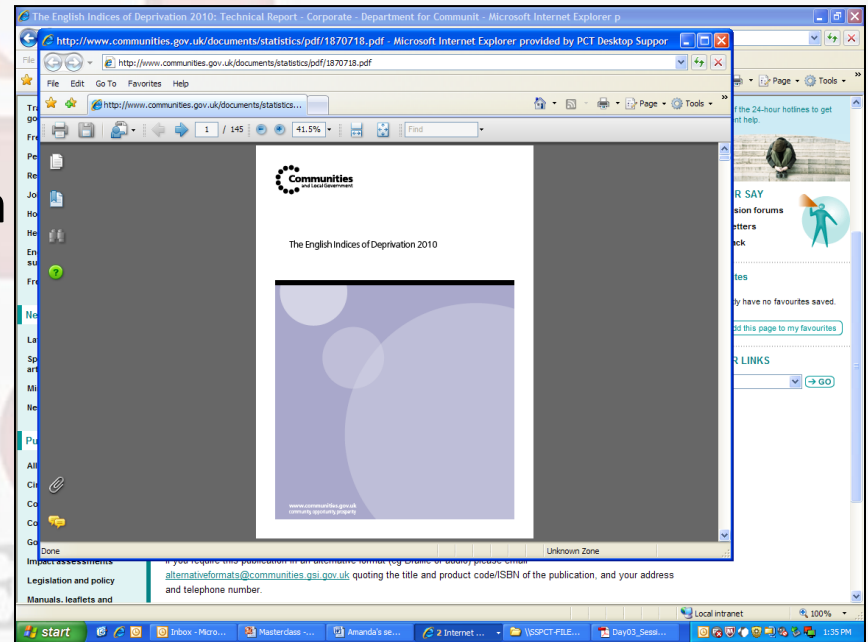 The English Indices of Deprivation 2010: Technical Report - Corporate - Department for Communit - Microsoft Internet Explorer p
http://www.communities.gov.uk/documents/statistics/pdf/1870718.pdf - Microsoft Internet Explorer provided by PCT Desktop Suppor
http://www.communities.gov.uk/documents/statistics/pdf/1870718.pdf
File Edit Go To Favorites Help
http://www.communities.gov.uk/documents/statistics...
Page Tools
Page Tools
1 / 145 41.5% Find
Communities
and Local Government
The English Indices of Deprivation 2010
www.communities.gov.uk
community, opportunity, prosperity
Done Unknown Zone
f the 24-hour hotlines to get
nt help.
R SAY
sion forums
etters
ack
tes
ly have no favourites saved.
dd this page to my favourites
R LINKS
GO
Impact assessments
Legislation and policy
Manuals, leaflets and
If you require this publication in an alternative format (eg Braille or audio) please email
alternativeformats@communities.gsi.gov.uk quoting the title and product code/ISBN of the publication, and your address
and telephone number.
Local intranet 100%
start Inbox - Micro... Masterclass -... Amanda's se... 2 Internet ... \\SSPCT-FILE... Day03_Sessi... 1:35 PM